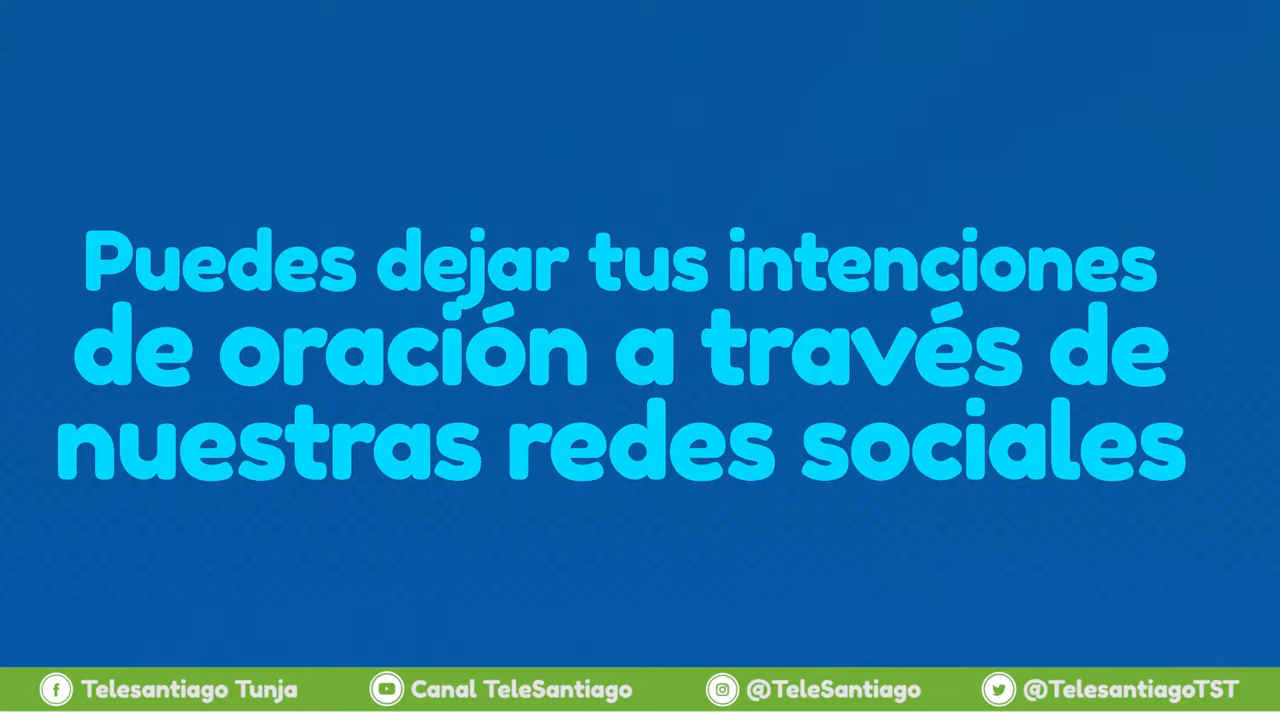 Puedes dejar tus intenciones
de oración a través de
nuestras redes sociales
Telesantiago Tunja Canal TeleSantiago @TeleSantiago @TelesantiagoTST